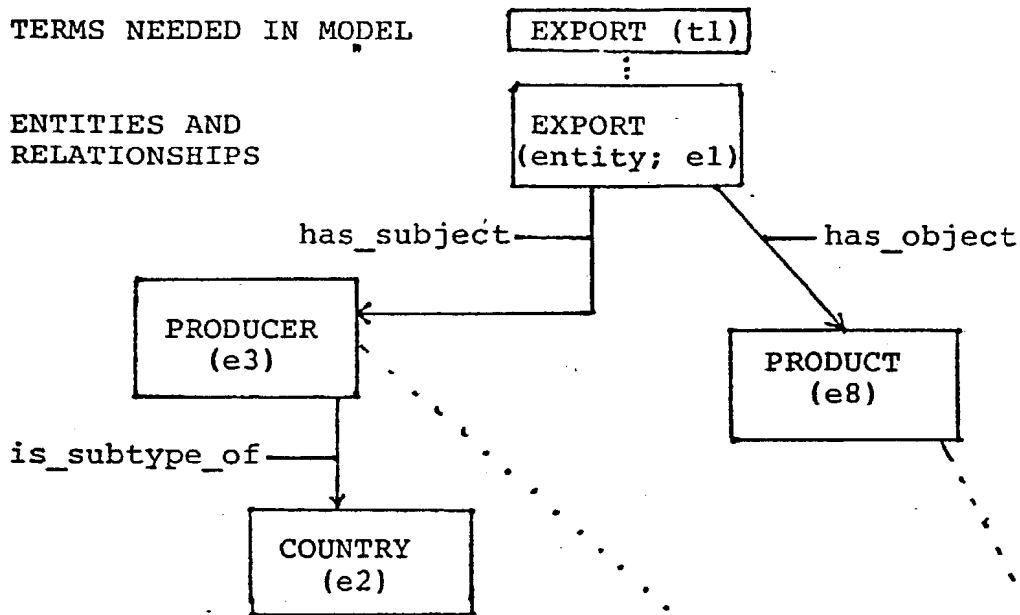 TERMS NEEDED IN MODEL
EXPORT (t1)
ENTITIES AND
RELATIONSHIPS
EXPORT
(entity; e1)
has_subject
has_object
PRODUCER
(e3)
PRODUCT
(e8)
is_subtype_of
COUNTRY
(e2)